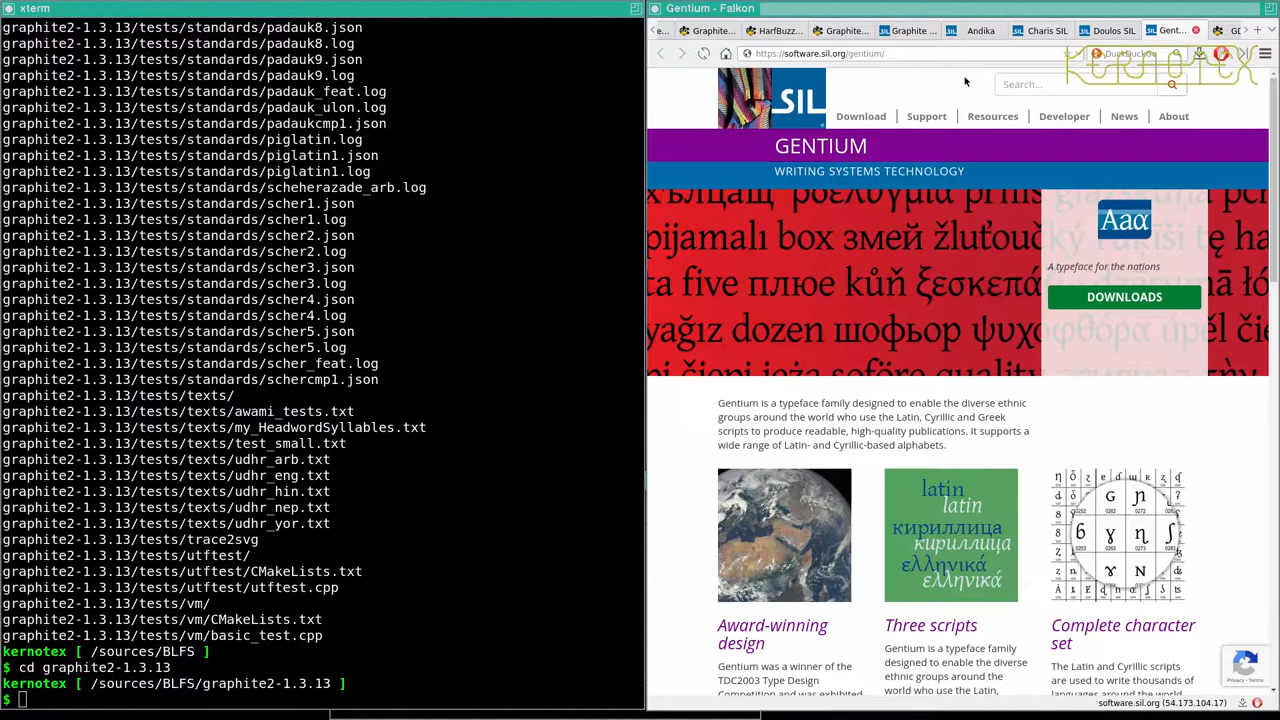 xterm
graphite2-1.3.13/tests/standards/padauk8.json
graphite2-1.3.13/tests/standards/padauk8.log
graphite2-1.3.13/tests/standards/padauk9.json
graphite2-1.3.13/tests/standards/padauk9.log
graphite2-1.3.13/tests/standards/padauk_feat.log
graphite2-1.3.13/tests/standards/padauk_ulon.log
graphite2-1.3.13/tests/standards/padaukcmp1.json
graphite2-1.3.13/tests/standards/piglatin.log
graphite2-1.3.13/tests/standards/piglatin1.json
graphite2-1.3.13/tests/standards/piglatin1.log
graphite2-1.3.13/tests/standards/scheherazade_arb.log
graphite2-1.3.13/tests/standards/scher1.json
graphite2-1.3.13/tests/standards/scher1.log
graphite2-1.3.13/tests/standards/scher2.json
graphite2-1.3.13/tests/standards/scher2.log
graphite2-1.3.13/tests/standards/scher3.json
graphite2-1.3.13/tests/standards/scher3.log
graphite2-1.3.13/tests/standards/scher4.json
graphite2-1.3.13/tests/standards/scher4.log
graphite2-1.3.13/tests/standards/scher5.json
graphite2-1.3.13/tests/standards/scher5.log
graphite2-1.3.13/tests/standards/scher_feat.log
graphite2-1.3.13/tests/standards/schercmp1.json
graphite2-1.3.13/tests/texts/
graphite2-1.3.13/tests/texts/awami_tests.txt
graphite2-1.3.13/tests/texts/my_HeadwordSyllables.txt
graphite2-1.3.13/tests/texts/test_small.txt
graphite2-1.3.13/tests/texts/udhr_arb.txt
graphite2-1.3.13/tests/texts/udhr_eng.txt
graphite2-1.3.13/tests/texts/udhr_hin.txt
graphite2-1.3.13/tests/texts/udhr_nep.txt
graphite2-1.3.13/tests/texts/udhr_yor.txt
graphite2-1.3.13/tests/trace2svg
graphite2-1.3.13/tests/utftest/
graphite2-1.3.13/tests/utftest/CMakeLists.txt
graphite2-1.3.13/tests/utftest/utftest.cpp
graphite2-1.3.13/tests/vm/
graphite2-1.3.13/tests/vm/CMakeLists.txt
graphite2-1.3.13/tests/vm/basic_test.cpp
kernotex [ /sources/BLFS ]
$ cd graphite2-1.3.13
kernotex [ /sources/BLFS/graphite2-1.3.13 ]
$
Gentium - Falkon
Graphite... HarfBuzz... Graphite... Graphite ... Andika Charis SIL Doulos SIL Gent... GD
https://software.sil.org/gentium/ DuckDuckGo
KERNOTEX
SIL
Search...
Download Support Resources Developer News About
GENTIUM
WRITING SYSTEMS TECHNOLOGY
pijamalı box змей žluťoučký
ta five плюе kůň ξεσκεπά
yağız dozen шофьор ψυχοφθόρα úpěl
Aaα
A typeface for the nations
DOWNLOADS
Gentium is a typeface family designed to enable the diverse ethnic
groups around the world who use the Latin, Cyrillic and Greek
scripts to produce readable, high-quality publications. It supports a
wide range of Latin- and Cyrillic-based alphabets.
latin
latin
кириллица
кириллица
ελληνικά
ελληνικά
Award-winning
design
Gentium was a winner of the
TDC2003 Type Design
Competition and was exhibited
Three scripts
Gentium is a typeface family
designed to enable the diverse
ethnic groups around the
world who use the Latin,
Complete character
set
The Latin and Cyrillic scripts
are used to write thousands of
languages around the world.
Privacy - Terms
software.sil.org (54.173.104.17)